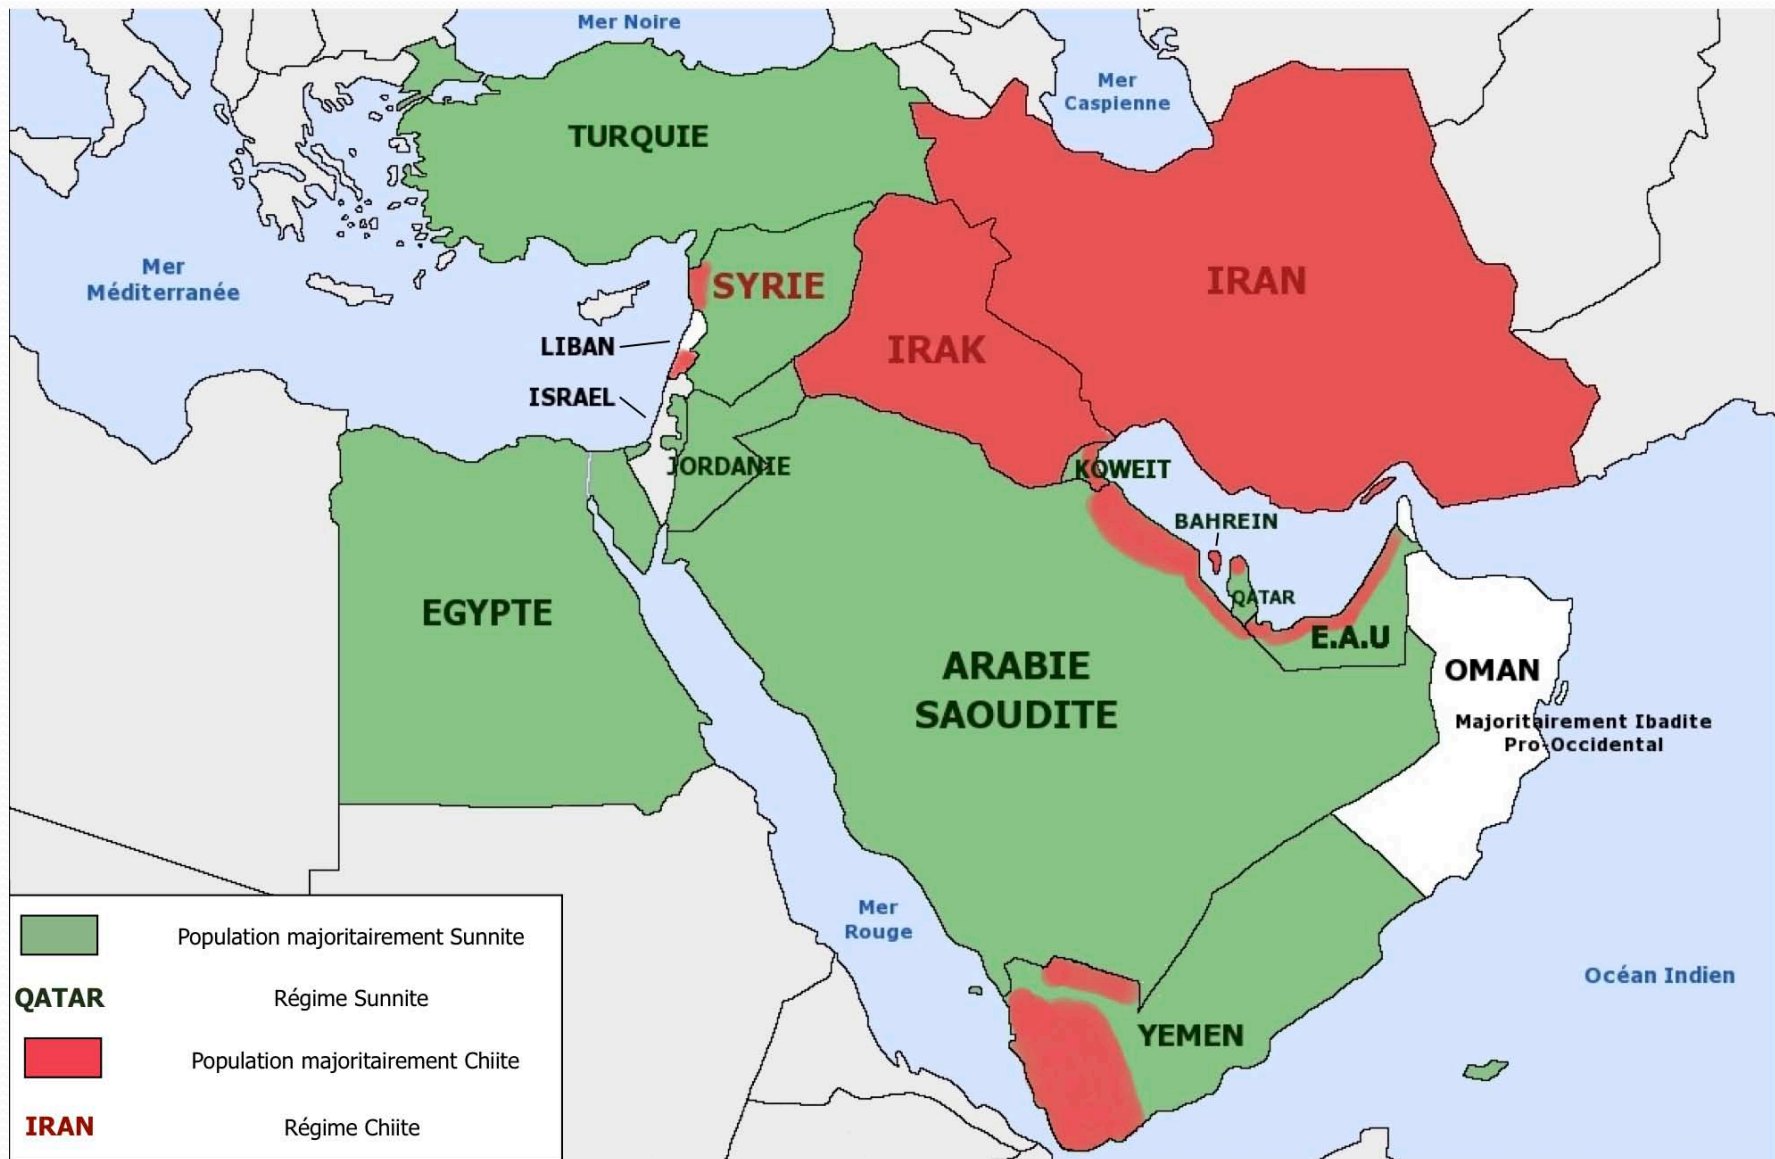 Mer Noire
Mer
Caspienne
TURQUIE
Mer
Méditerranée
SYRIE
IRAN
LIBAN
IRAK
ISRAEL
JORDANIE
KOWEIT
BAHREIN
QATAR
E.A.U
EGYPTE
ARABIE
SAOUDITE
OMAN
Majoritairement Ibadite
Pro-Occidental
Mer
Rouge
Océan Indien
YEMEN
Population majoritairement Sunnite
QATAR Régime Sunnite
Population majoritairement Chiite
IRAN Régime Chiite